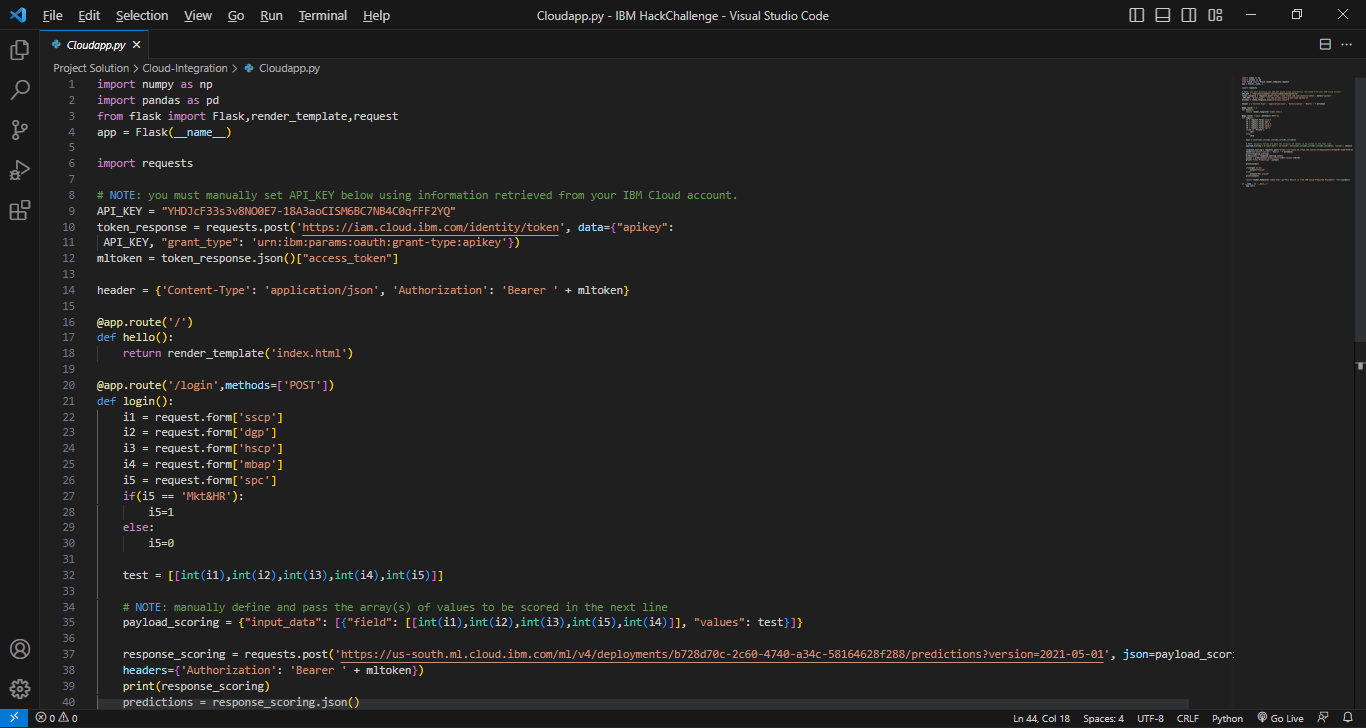 File Edit Selection View Go Run Terminal Help
Cloudapp.py - IBM HackChallenge - Visual Studio Code
Cloudapp.py
Project Solution > Cloud-Integration > Cloudapp.py
1 import numpy as np
2 import pandas as pd
3 from flask import Flask,render_template,request
4 app = Flask(__name__)
5
6 import requests
7
8 # NOTE: you must manually set API_KEY below using information retrieved from your IBM Cloud account.
9 API_KEY = "YHDJcF33s3v8NO0E7-18A3aoCISM6BC7NB4C0qfFF2YQ"
10 token_response = requests.post('https://iam.cloud.ibm.com/identity/token', data={"apikey":
11  API_KEY, "grant_type": 'urn:ibm:params:oauth:grant-type:apikey'})
12 mltoken = token_response.json()["access_token"]
13
14 header = {'Content-Type': 'application/json', 'Authorization': 'Bearer ' + mltoken}
15
16 @app.route('/')
17 def hello():
18     return render_template('index.html')
19
20 @app.route('/login',methods=['POST'])
21 def login():
22     i1 = request.form['sscp']
23     i2 = request.form['dgp']
24     i3 = request.form['hscp']
25     i4 = request.form['mbap']
26     i5 = request.form['spc']
27     if(i5 == 'Mkt&HR'):
28         i5=1
29     else:
30         i5=0
31
32     test = [[int(i1),int(i2),int(i3),int(i4),int(i5)]]
33
34     # NOTE: manually define and pass the array(s) of values to be scored in the next line
35     payload_scoring = {"input_data": [{"field": [[int(i1),int(i2),int(i3),int(i5),int(i4)]], "values": test}]}
36
37     response_scoring = requests.post('https://us-south.ml.cloud.ibm.com/ml/v4/deployments/b728d70c-2c60-4740-a34c-58164628f288/predictions?version=2021-05-01', json=payload_scori
38     headers={'Authorization': 'Bearer ' + mltoken})
39     print(response_scoring)
40     predictions = response_scoring.json()
0 0 Ln 44, Col 18 Spaces: 4 UTF-8 CRLF Python Go Live